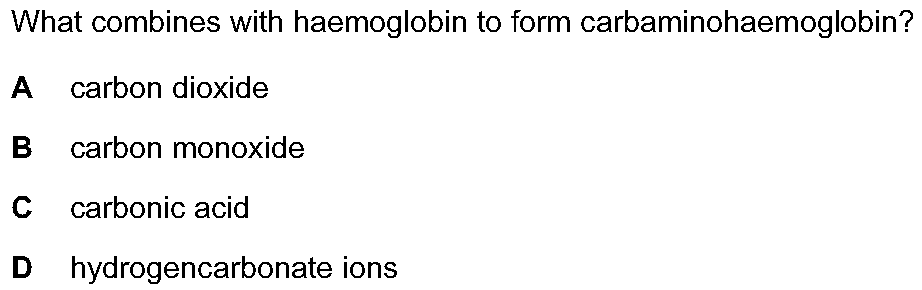 What combines with haemoglobin to form carbaminohaemoglobin?
A carbon dioxide
B carbon monoxide
C carbonic acid
D hydrogencarbonate ions